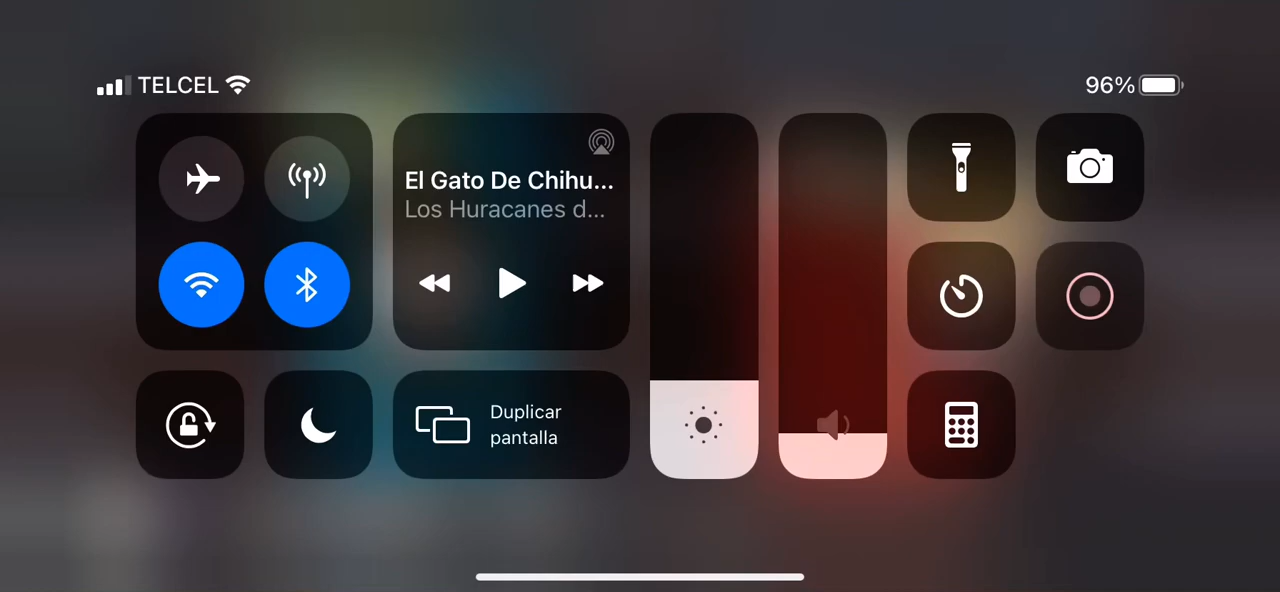 TELCEL
96%
El Gato De Chihu...
Los Huracanes d...
Duplicar
pantalla